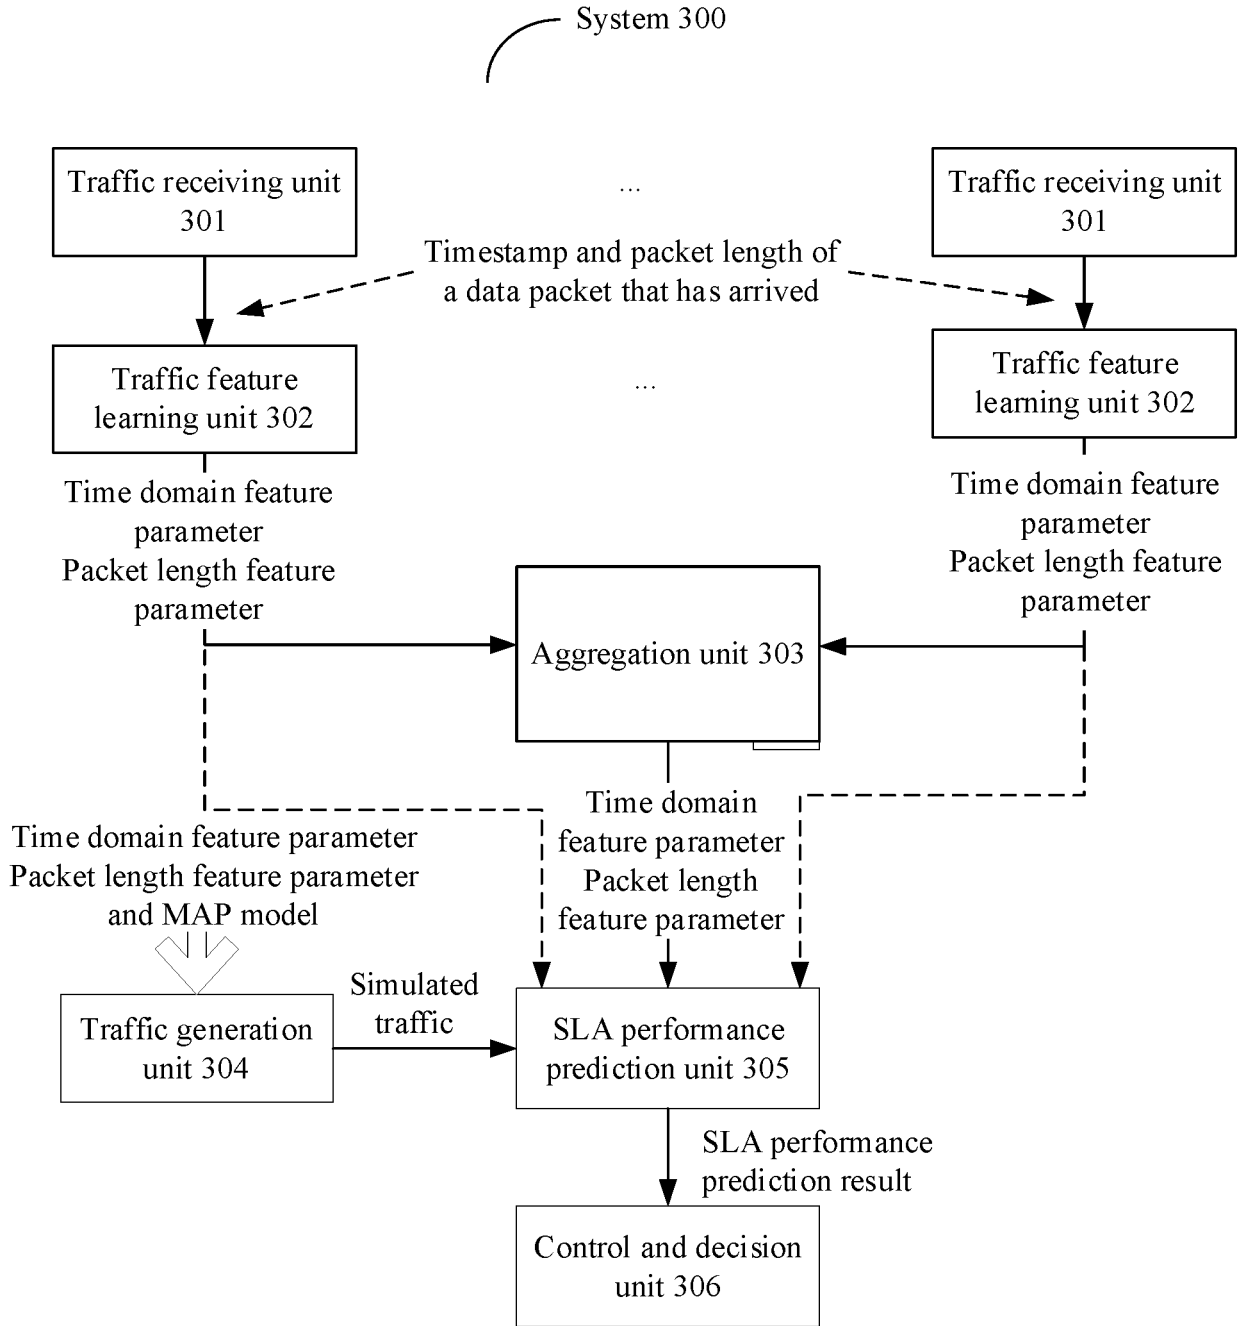 System 300
Traffic receiving unit
301
...
Traffic receiving unit
301
Timestamp and packet length of
a data packet that has arrived
Traffic feature
learning unit 302
...
Traffic feature
learning unit 302
Time domain feature
parameter
Packet length feature
parameter
Time domain feature
parameter
Packet length feature
parameter
Aggregation unit 303
Time domain feature parameter
Packet length feature parameter
and MAP model
Time domain
feature parameter
Packet length
feature parameter
Traffic generation
unit 304
Simulated
traffic
SLA performance
prediction unit 305
SLA performance
prediction result
Control and decision
unit 306